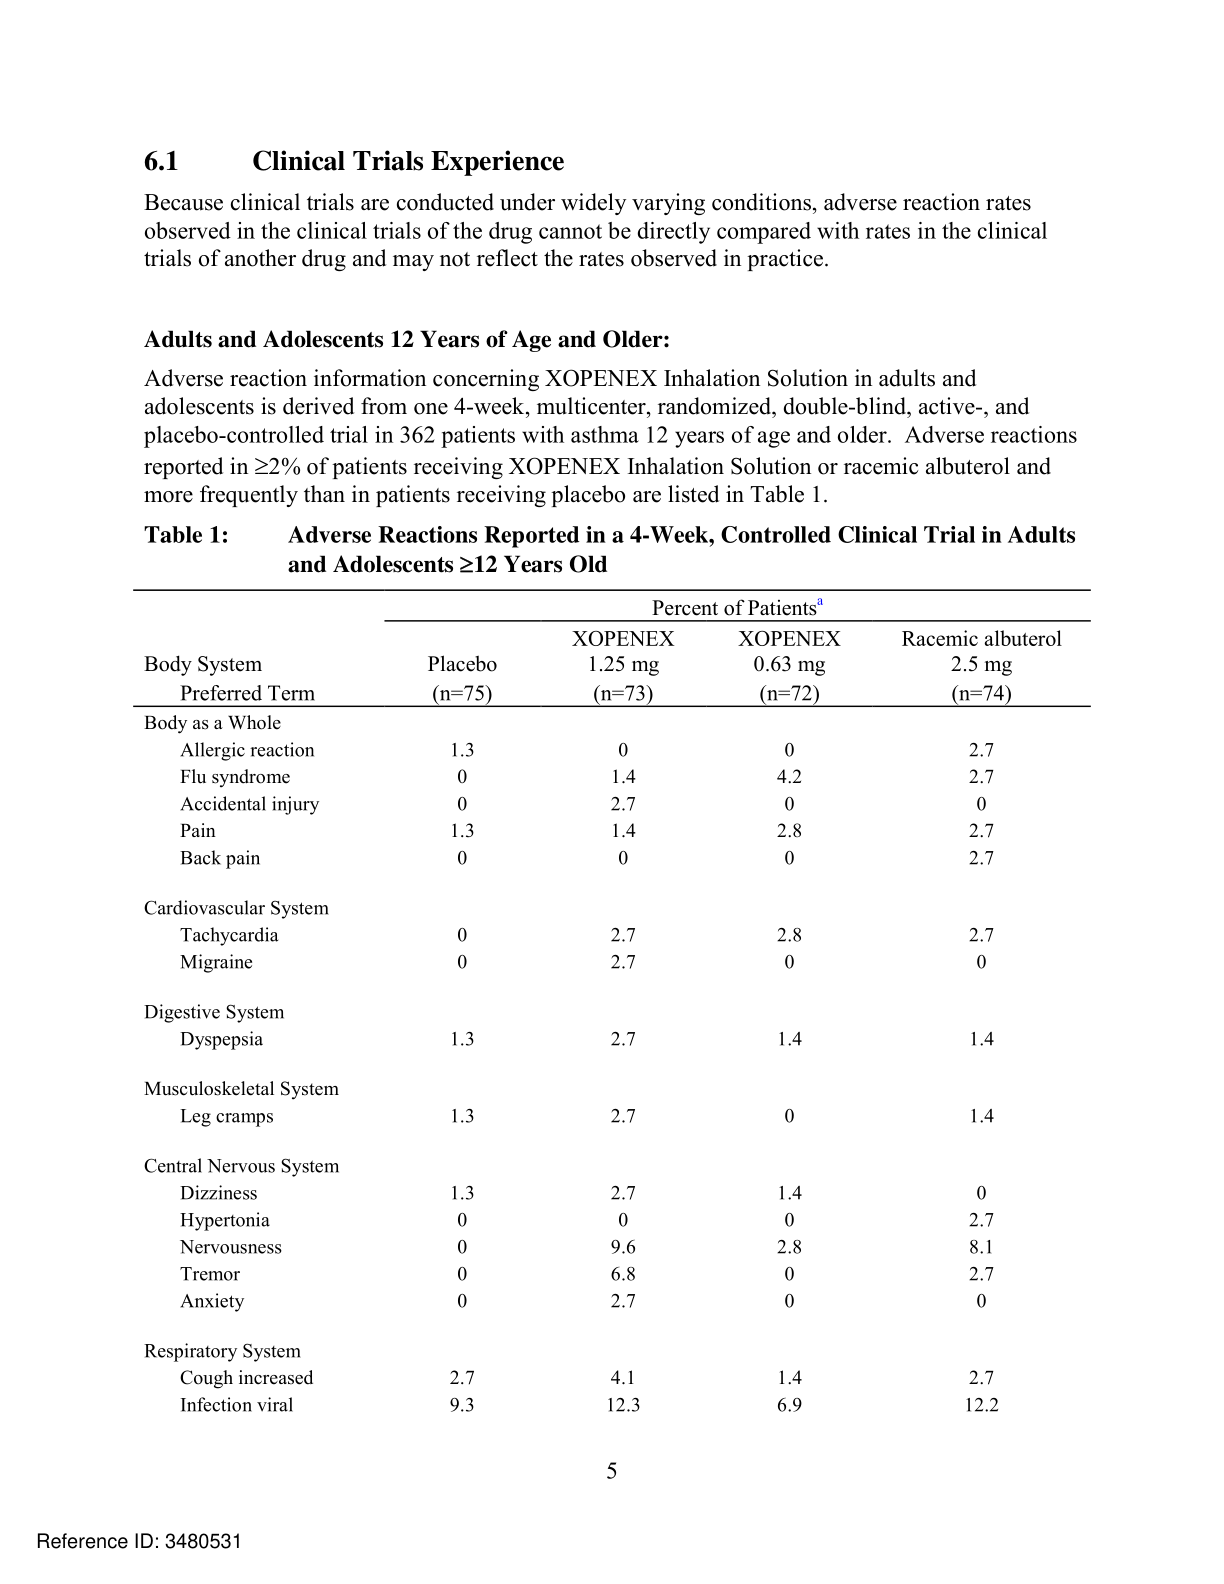 6.1 Clinical Trials Experience
Because clinical trials are conducted under widely varying conditions, adverse reaction rates
observed in the clinical trials of the drug cannot be directly compared with rates in the clinical
trials of another drug and may not reflect the rates observed in practice.
Adults and Adolescents 12 Years of Age and Older:
Adverse reaction information concerning XOPENEX Inhalation Solution in adults and
adolescents is derived from one 4-week, multicenter, randomized, double-blind, active-, and
placebo-controlled trial in 362 patients with asthma 12 years of age and older.  Adverse reactions
reported in ≥2% of patients receiving XOPENEX Inhalation Solution or racemic albuterol and
more frequently than in patients receiving placebo are listed in Table 1.
Table 1: Adverse Reactions Reported in a 4-Week, Controlled Clinical Trial in Adults
and Adolescents ≥12 Years Old
Percent of Patientsa
XOPENEX XOPENEX Racemic albuterol
Body System Placebo 1.25 mg 0.63 mg 2.5 mg
Preferred Term (n=75) (n=73) (n=72) (n=74)
Body as a Whole
Allergic reaction 1.3 0 0 2.7
Flu syndrome 0 1.4 4.2 2.7
Accidental injury 0 2.7 0 0
Pain 1.3 1.4 2.8 2.7
Back pain 0 0 0 2.7
Cardiovascular System
Tachycardia 0 2.7 2.8 2.7
Migraine 0 2.7 0 0
Digestive System
Dyspepsia 1.3 2.7 1.4 1.4
Musculoskeletal System
Leg cramps 1.3 2.7 0 1.4
Central Nervous System
Dizziness 1.3 2.7 1.4 0
Hypertonia 0 0 0 2.7
Nervousness 0 9.6 2.8 8.1
Tremor 0 6.8 0 2.7
Anxiety 0 2.7 0 0
Respiratory System
Cough increased 2.7 4.1 1.4 2.7
Infection viral 9.3 12.3 6.9 12.2
5
Reference ID: 3480531